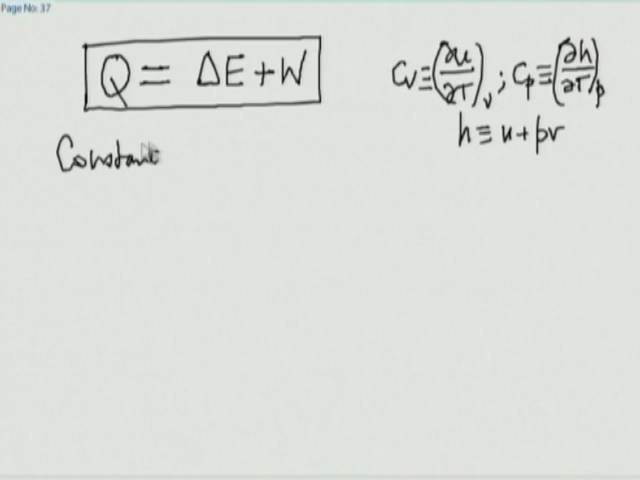 Page No: 37
Q = ΔE + W
Cv ≡ (∂u/∂T)v ; Cp ≡ (∂h/∂T)p
h ≡ u + pv
Constant